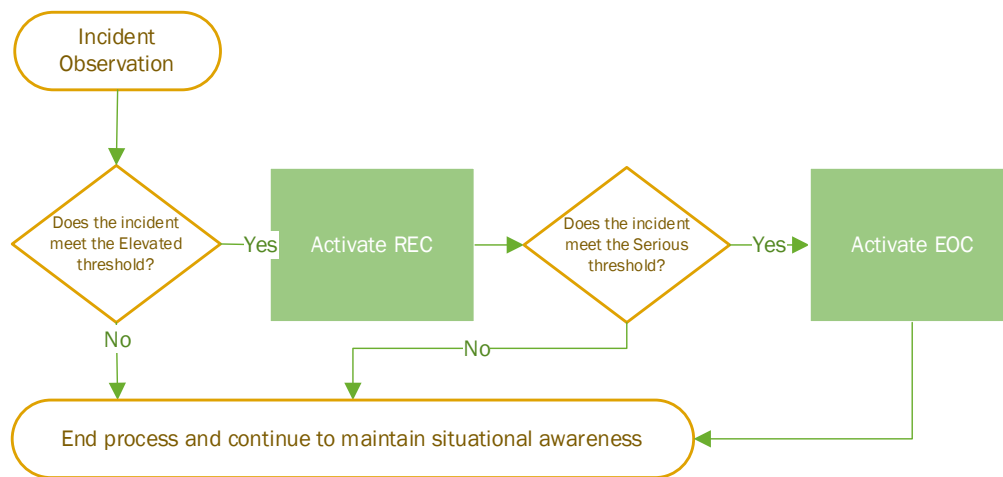 Incident
Observation
Does the incident
meet the Elevated
threshold?
Yes
Activate REC
Does the incident
meet the Serious
threshold?
Yes
Activate EOC
No
No
End process and continue to maintain situational awareness